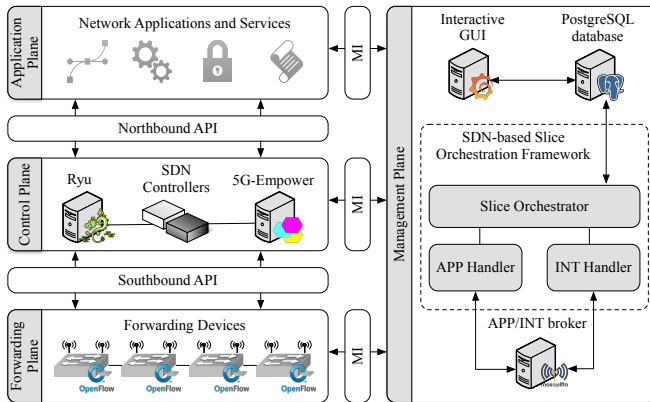 Application
Plane
Network Applications and Services
MI
Northbound API
Control Plane
Ryu
SDN
Controllers
5G-Empower
MI
Southbound API
Forwarding
Plane
Forwarding Devices
OpenFlow
OpenFlow
OpenFlow
OpenFlow
MI
Management Plane
Interactive
GUI
PostgreSQL
database
SDN-based Slice
Orchestration Framework
Slice Orchestrator
APP Handler
INT Handler
APP/INT broker
mosquitto